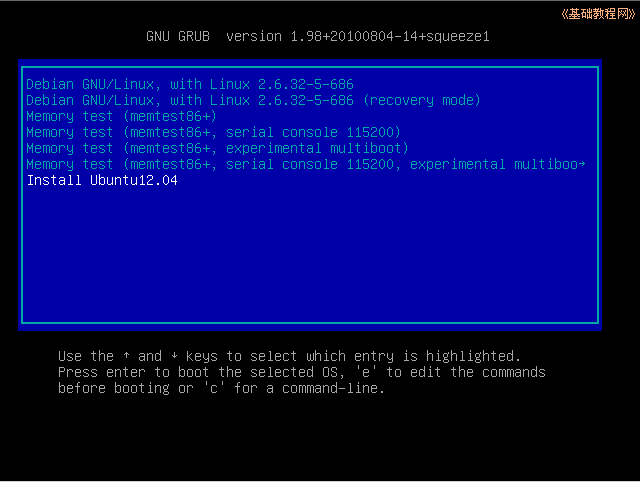 《基础教程网》
GNU GRUB  version 1.98+20100804-14+squeeze1
Debian GNU/Linux, with Linux 2.6.32-5-686
Debian GNU/Linux, with Linux 2.6.32-5-686 (recovery mode)
Memory test (memtest86+)
Memory test (memtest86+, serial console 115200)
Memory test (memtest86+, experimental multiboot)
Memory test (memtest86+, serial console 115200, experimental multiboo→
Install Ubuntu12.04
Use the ↑ and ↓ keys to select which entry is highlighted.
Press enter to boot the selected OS, 'e' to edit the commands
before booting or 'c' for a command-line.